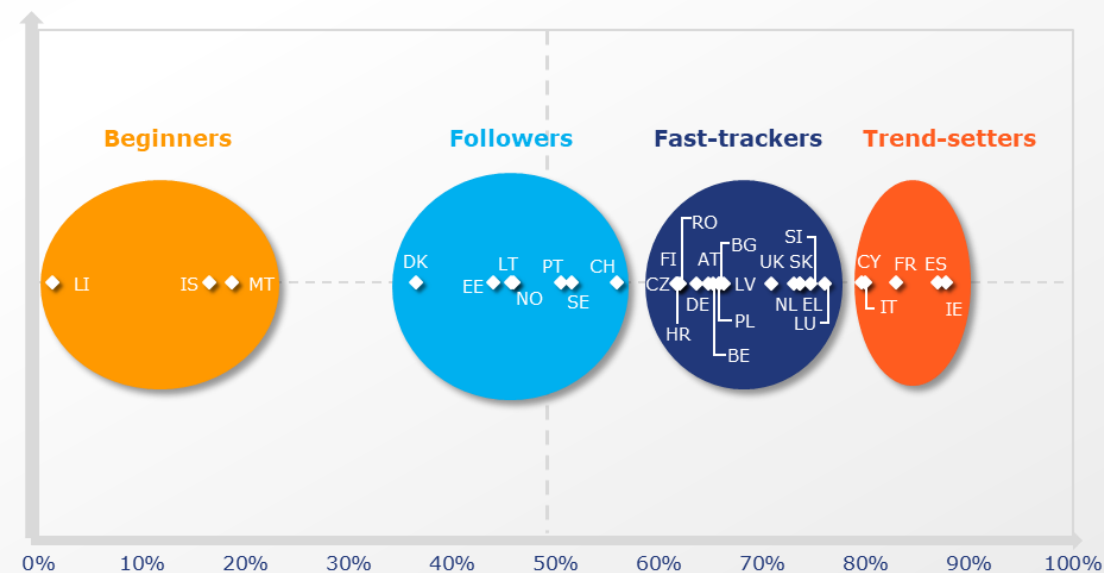 Beginners Followers Fast-trackers Trend-setters
RO
SI
BG
DK LT PT CH FI AT UK SK CY FR ES
LI IS MT EE NO SE CZ DE LV NL EL IT IE
HR PL LU
BE
0% 10% 20% 30% 40% 50% 60% 70% 80% 90% 100%